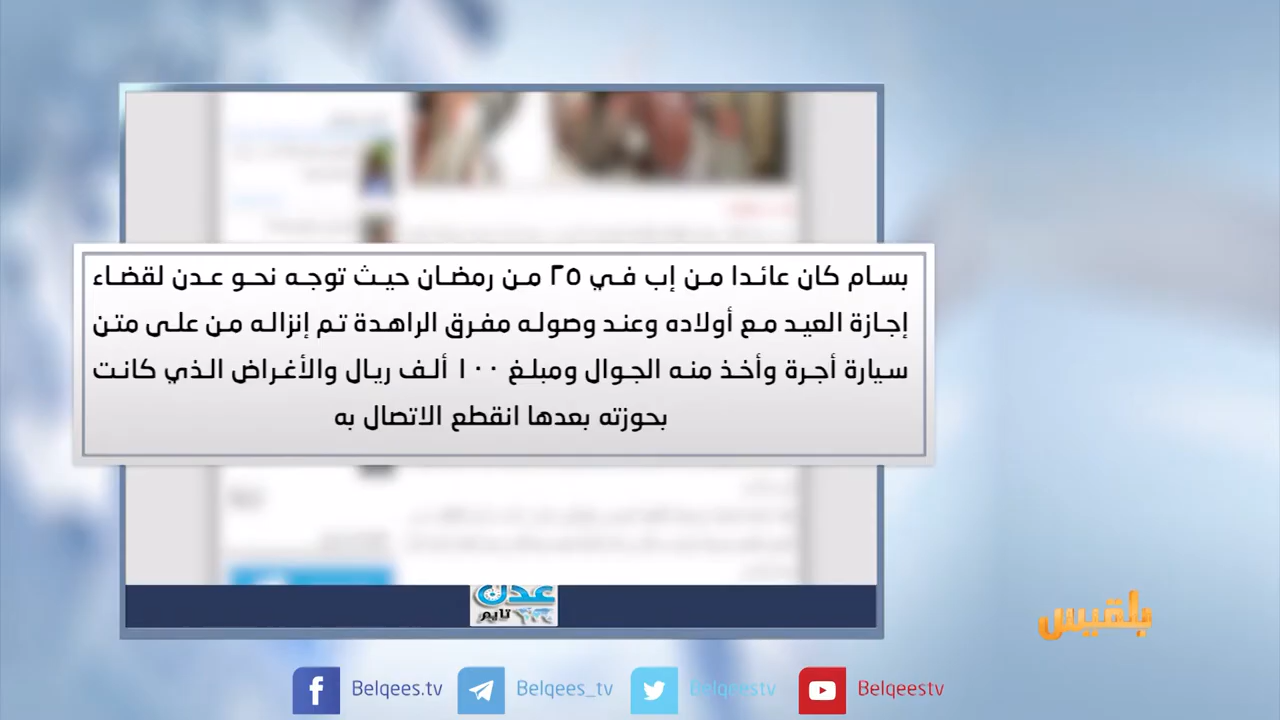 بسام كان عائدا من إب في ٢٥ من رمضان حيث توجه نحو عدن لقضاء
إجازة العيد مع أولاده وعند وصوله مفرق الراهدة تم إنزاله من على متن
سيارة أجرة وأخذ منه الجوال ومبلغ ١٠٠ ألف ريال والأغراض الذي كانت
بحوزته بعدها انقطع الاتصال به
عدن
تايم
بلقيس
Belqees.tv
Belqees_tv
Belqeestv
Belqeestv